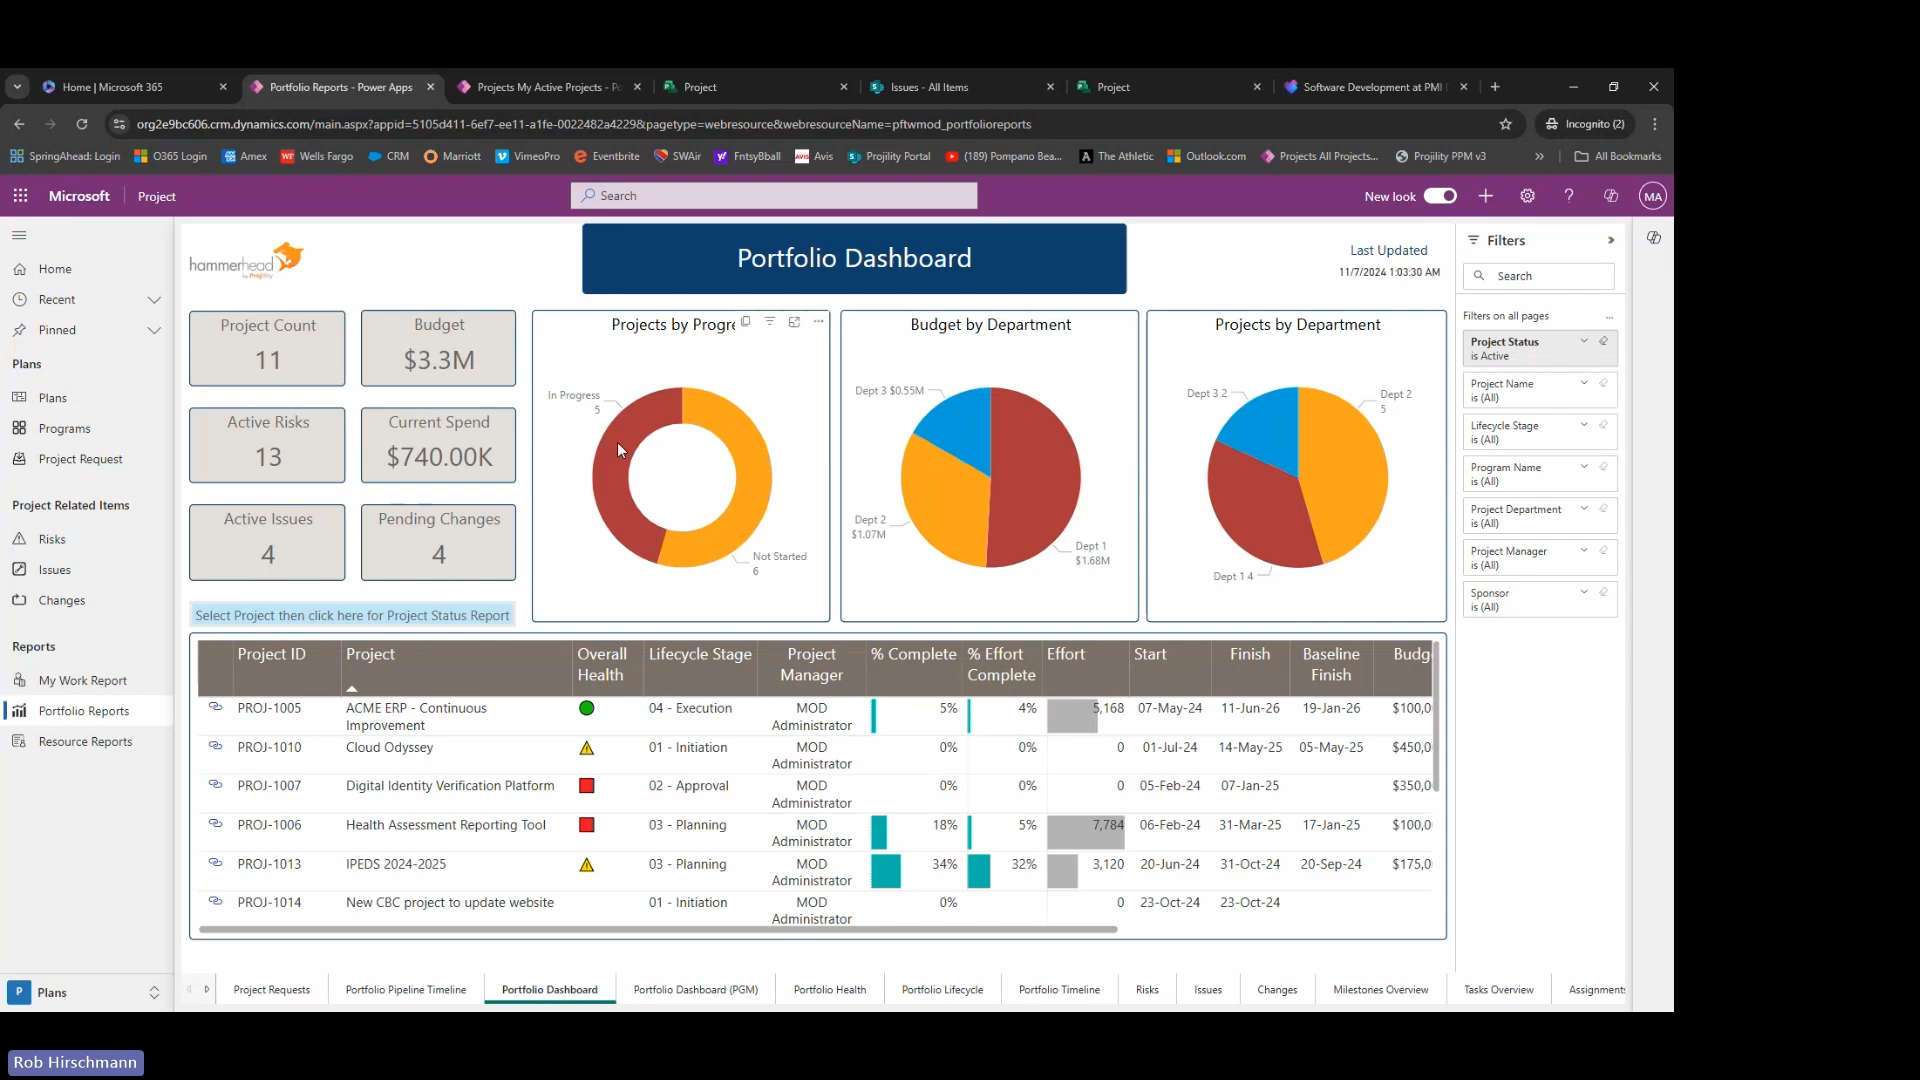 Home | Microsoft 365
Portfolio Reports - Power Apps
Projects My Active Projects - Po
Project
Issues - All Items
Project
Software Development at PMI
org2e9bc606.crm.dynamics.com/main.aspx?appid=5105d411-6ef7-ee11-a1fe-0022482a4229&pagetype=webresource&webresourceName=pftwmod_portfolioreports
Incognito (2)
SpringAhead: Login
O365 Login
Amex
Wells Fargo
CRM
Marriott
VimeoPro
Eventbrite
SWAir
FntsyBball
Avis
Projility Portal
(189) Pompano Bea...
The Athletic
Outlook.com
Projects All Projects...
Projility PPM v3
All Bookmarks
Microsoft
Project
Search
New look
MA
Home
Recent
Pinned
Plans
Plans
Programs
Project Request
Project Related Items
Risks
Issues
Changes
Reports
My Work Report
Portfolio Reports
Resource Reports
P Plans
hammerhead
by Projility
Portfolio Dashboard
Last Updated
11/7/2024 1:03:30 AM
Project Count
11
Budget
$3.3M
Active Risks
13
Current Spend
$740.00K
Active Issues
4
Pending Changes
4
Select Project then click here for Project Status Report
Projects by Progre
In Progress
5
Not Started
6
Budget by Department
Dept 3 $0.55M
Dept 2
$1.07M
Dept 1
$1.68M
Projects by Department
Dept 3 2
Dept 2
5
Dept 1 4
Filters
Search
Filters on all pages
Project Status
is Active
Project Name
is (All)
Lifecycle Stage
is (All)
Program Name
is (All)
Project Department
is (All)
Project Manager
is (All)
Sponsor
is (All)
Project ID Project Overall Health Lifecycle Stage Project Manager % Complete % Effort Complete Effort Start Finish Baseline Finish Budg
PROJ-1005 ACME ERP - Continuous Improvement 04 - Execution MOD Administrator 5% 4% 5,168 07-May-24 11-Jun-26 19-Jan-26 $100,0
PROJ-1010 Cloud Odyssey 01 - Initiation MOD Administrator 0% 0% 0 01-Jul-24 14-May-25 05-May-25 $450,0
PROJ-1007 Digital Identity Verification Platform 02 - Approval MOD Administrator 0% 0% 0 05-Feb-24 07-Jan-25 $350,0
PROJ-1006 Health Assessment Reporting Tool 03 - Planning MOD Administrator 18% 5% 7,784 06-Feb-24 31-Mar-25 17-Jan-25 $100,0
PROJ-1013 IPEDS 2024-2025 03 - Planning MOD Administrator 34% 32% 3,120 20-Jun-24 31-Oct-24 20-Sep-24 $175,0
PROJ-1014 New CBC project to update website 01 - Initiation MOD Administrator 0% 0 23-Oct-24 23-Oct-24
Project Requests
Portfolio Pipeline Timeline
Portfolio Dashboard
Portfolio Dashboard (PGM)
Portfolio Health
Portfolio Lifecycle
Portfolio Timeline
Risks
Issues
Changes
Milestones Overview
Tasks Overview
Assignments
Rob Hirschmann